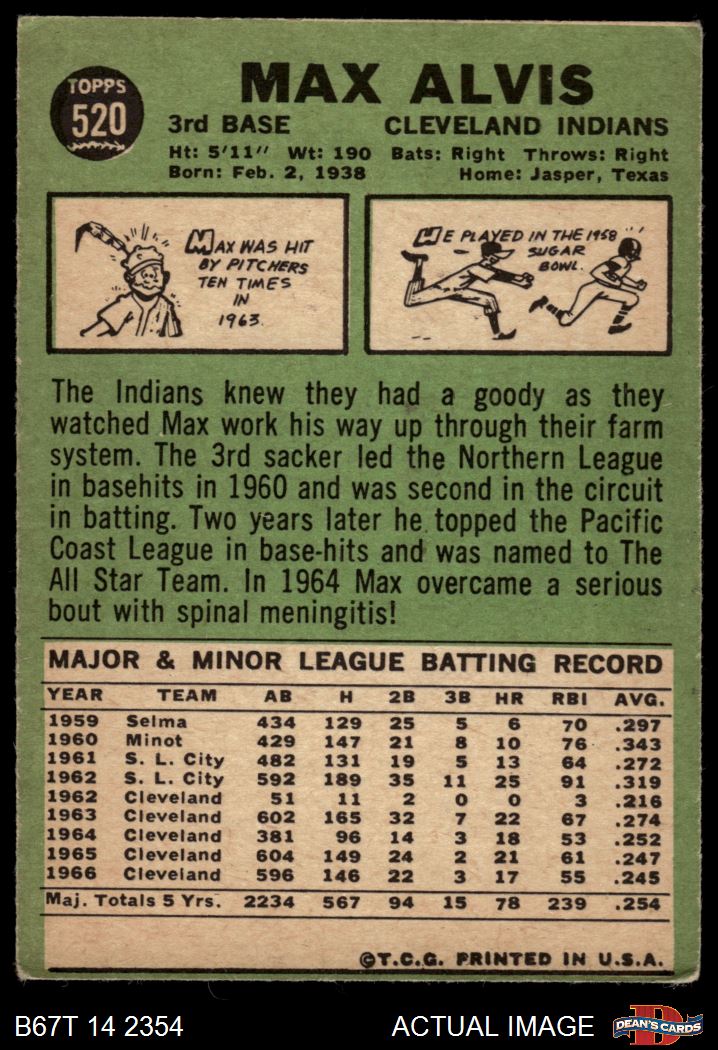 TOPPS
520
MAX ALVIS
3rd BASE CLEVELAND INDIANS
Ht: 5'11" Wt: 190 Bats: Right Throws: Right
Born: Feb. 2, 1938 Home: Jasper, Texas
MAX WAS HIT
BY PITCHERS
TEN TIMES
IN
1963.
HE PLAYED IN THE 1958
SUGAR
BOWL.
The Indians knew they had a goody as they
watched Max work his way up through their farm
system. The 3rd sacker led the Northern League
in basehits in 1960 and was second in the circuit
in batting. Two years later he topped the Pacific
Coast League in base-hits and was named to The
All Star Team. In 1964 Max overcame a serious
bout with spinal meningitis!
MAJOR & MINOR LEAGUE BATTING RECORD
YEAR TEAM AB H 2B 3B HR RBI AVG.
1959 Selma 434 129 25 5 6 70 .297
1960 Minot 429 147 21 8 10 76 .343
1961 S. L. City 482 131 19 5 13 64 .272
1962 S. L. City 592 189 35 11 25 91 .319
1962 Cleveland 51 11 2 0 0 3 .216
1963 Cleveland 602 165 32 7 22 67 .274
1964 Cleveland 381 96 14 3 18 53 .252
1965 Cleveland 604 149 24 2 21 61 .247
1966 Cleveland 596 146 22 3 17 55 .245
Maj. Totals 5 Yrs. 2234 567 94 15 78 239 .254
©T.C.G. PRINTED IN U.S.A.
B67T 14 2354 ACTUAL IMAGE
D
DEAN'S CARDS